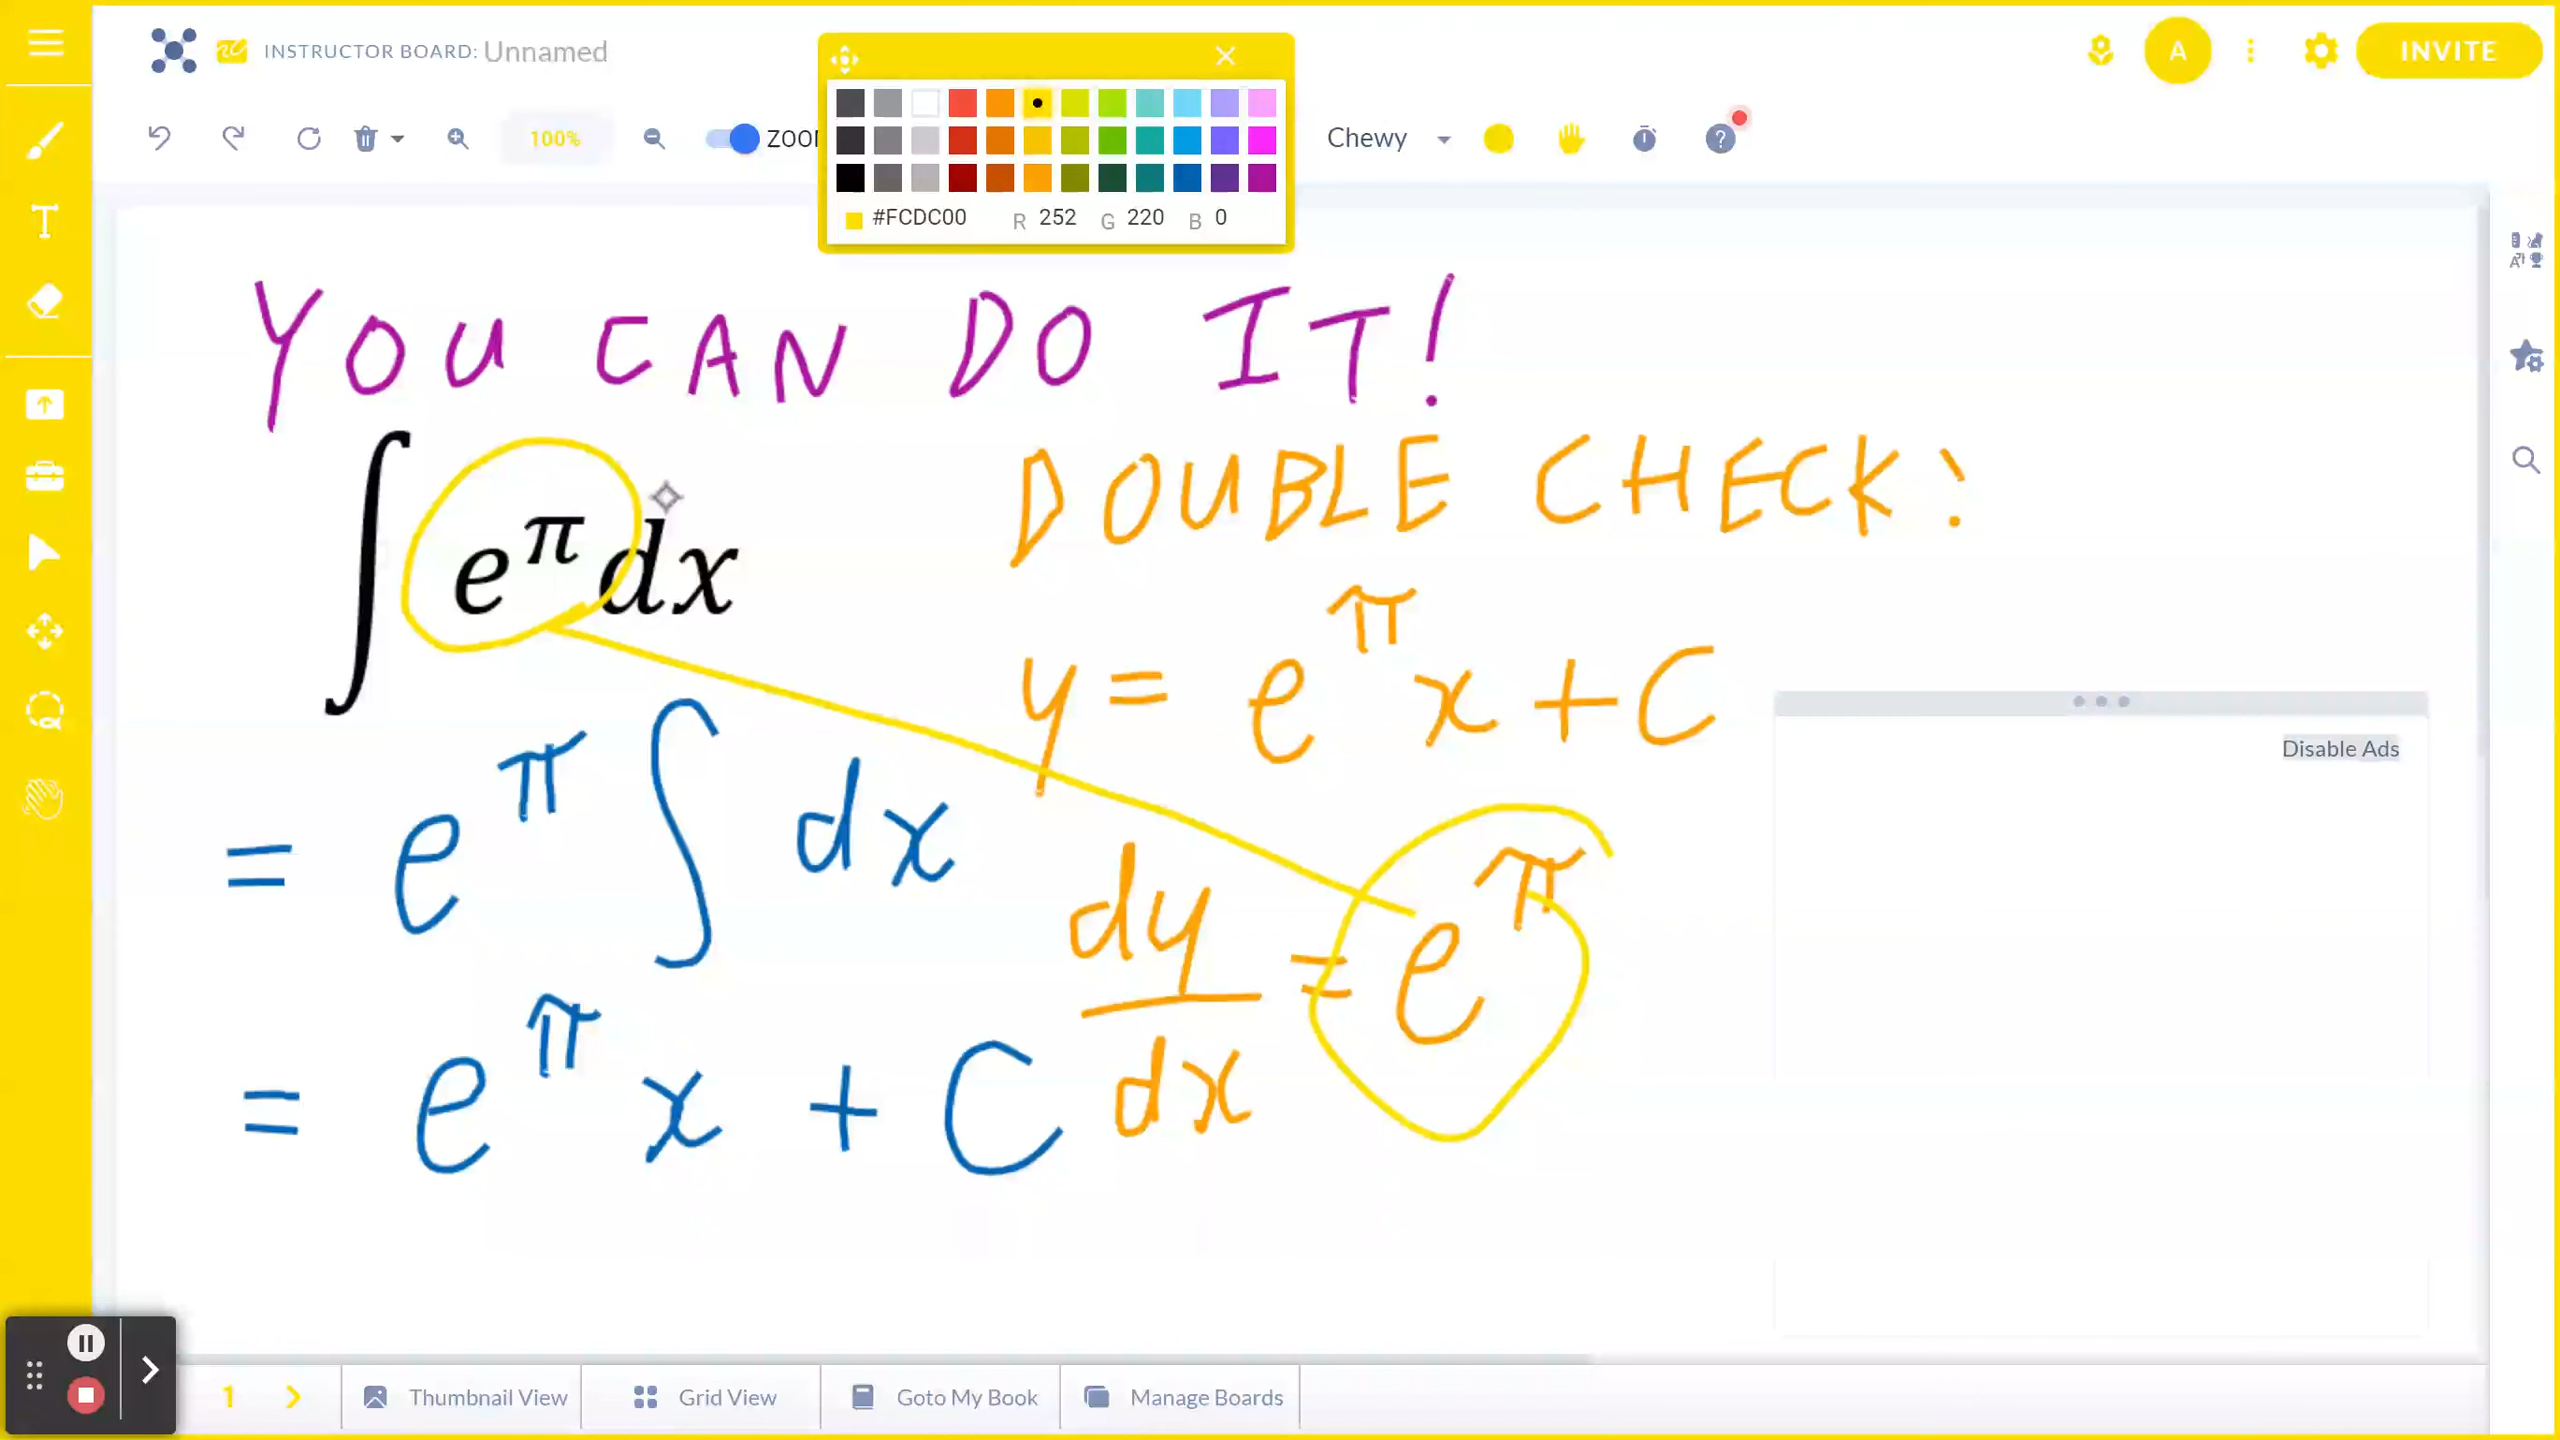 INSTRUCTOR BOARD: Unnamed
A
INVITE
100%
ZOO
Chewy
?
#FCDC00 R 252 G 220 B 0
YOU CAN DO IT!
∫ e^π dx
DOUBLE CHECK:
y = e^π x + C
Disable Ads
= e^π ∫ dx
dy/dx = e^π
= e^π x + C
1
Thumbnail View
Grid View
Goto My Book
Manage Boards